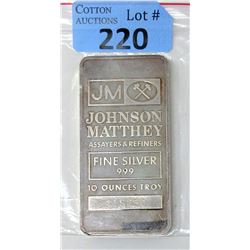 COTTON
AUCTIONS
Lot #
220
JM
JOHNSON
MATTHEY
ASSAYERS & REFINERS
FINE SILVER
999
10 OUNCES TROY